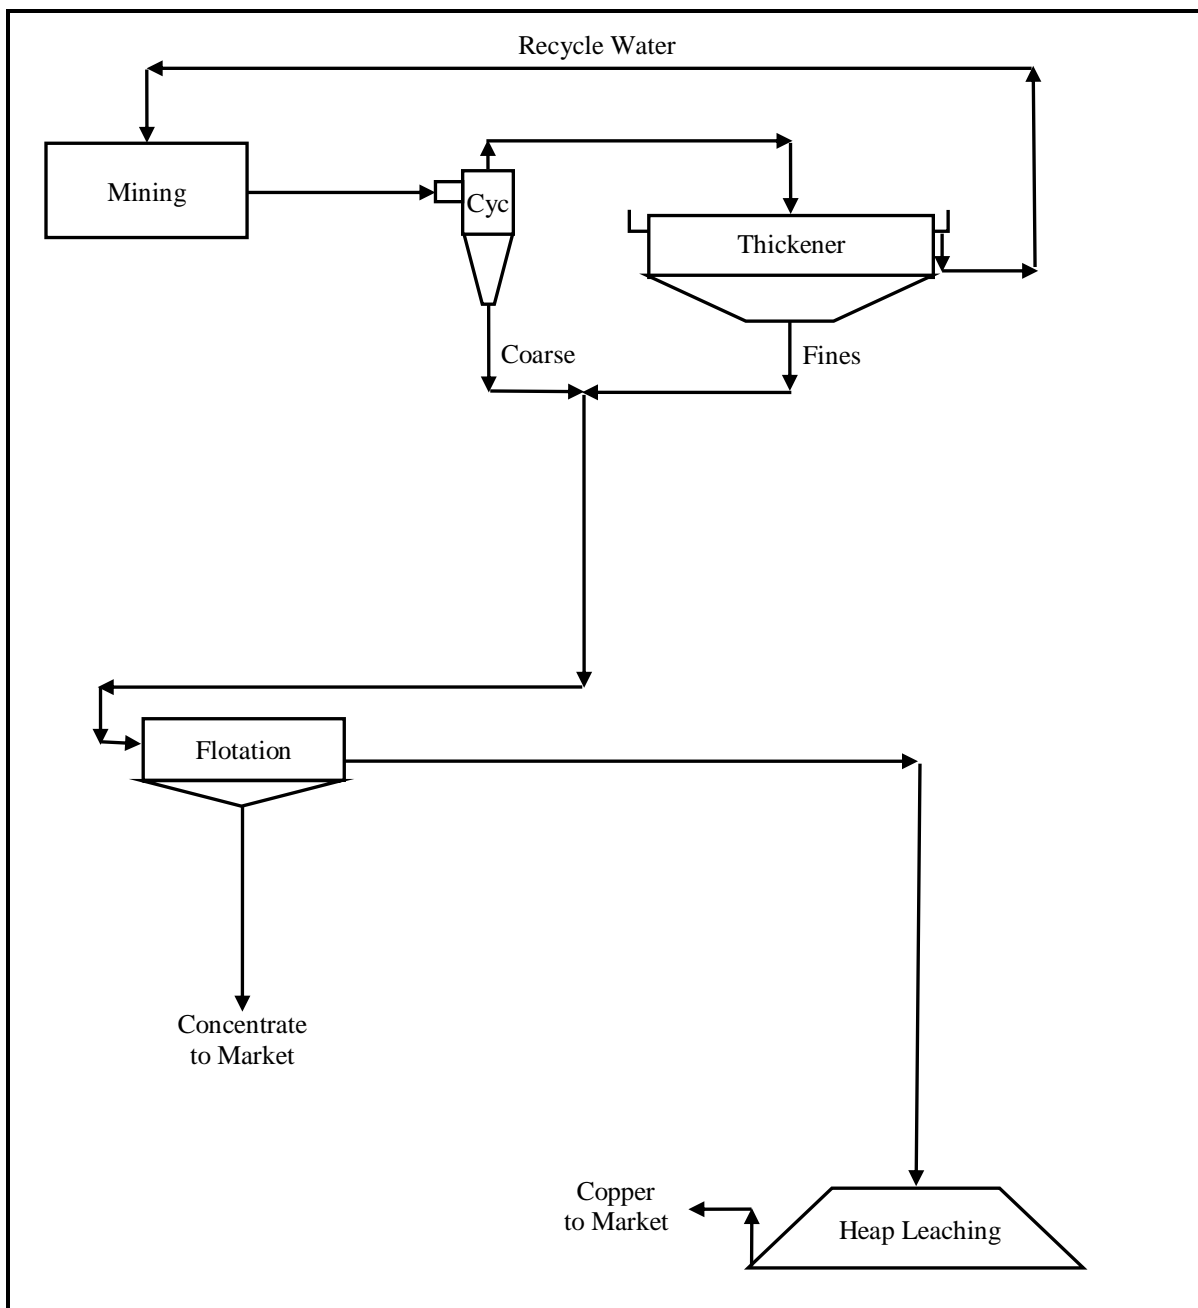 Recycle Water
Mining
Cyc
Thickener
Coarse
Fines
Flotation
Concentrate
to Market
Copper
to Market
Heap Leaching